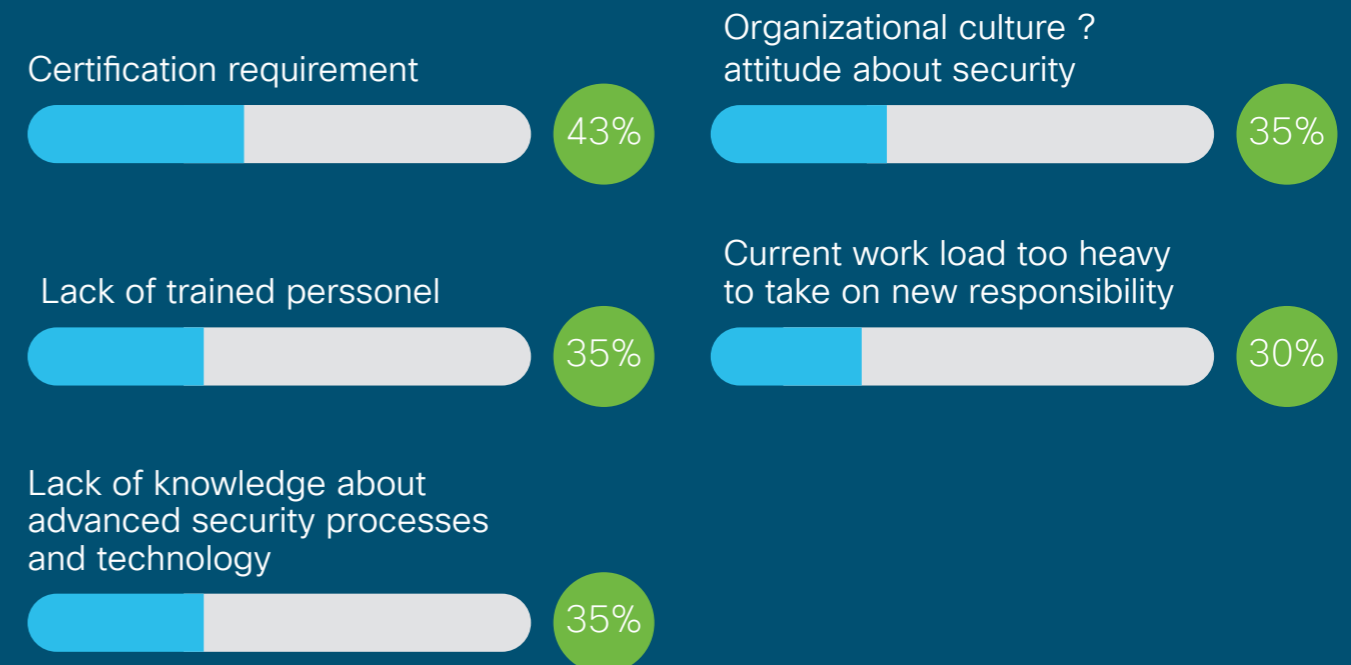 Certification requirement
43%
Organizational culture ?
attitude about security
35%
Lack of trained perssonel
35%
Current work load too heavy
to take on new responsibility
30%
Lack of knowledge about
advanced security processes
and technology
35%